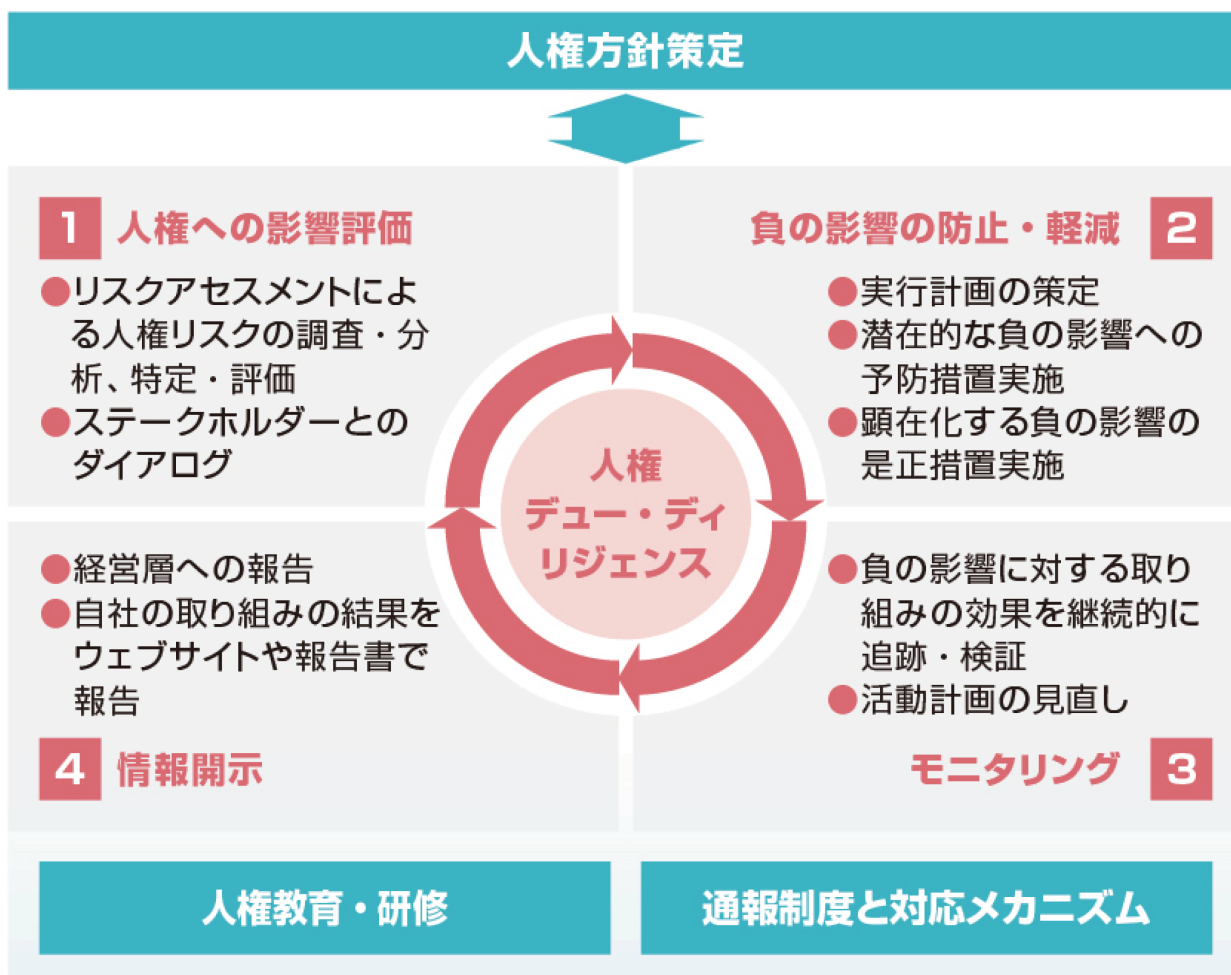 人権方針策定
1 人権への影響評価
●リスクアセスメントによ
る人権リスクの調査・分
析、特定・評価
●ステークホルダーとの
ダイアログ
負の影響の防止・軽減 2
●実行計画の策定
●潜在的な負の影響への
予防措置実施
●顕在化する負の影響の
是正措置実施
人権
デュー・ディ
リジェンス
●負の影響に対する取り
組みの効果を継続的に
追跡・検証
●活動計画の見直し
モニタリング 3
●経営層への報告
●自社の取り組みの結果を
ウェブサイトや報告書で
報告
4 情報開示
人権教育・研修
通報制度と対応メカニズム